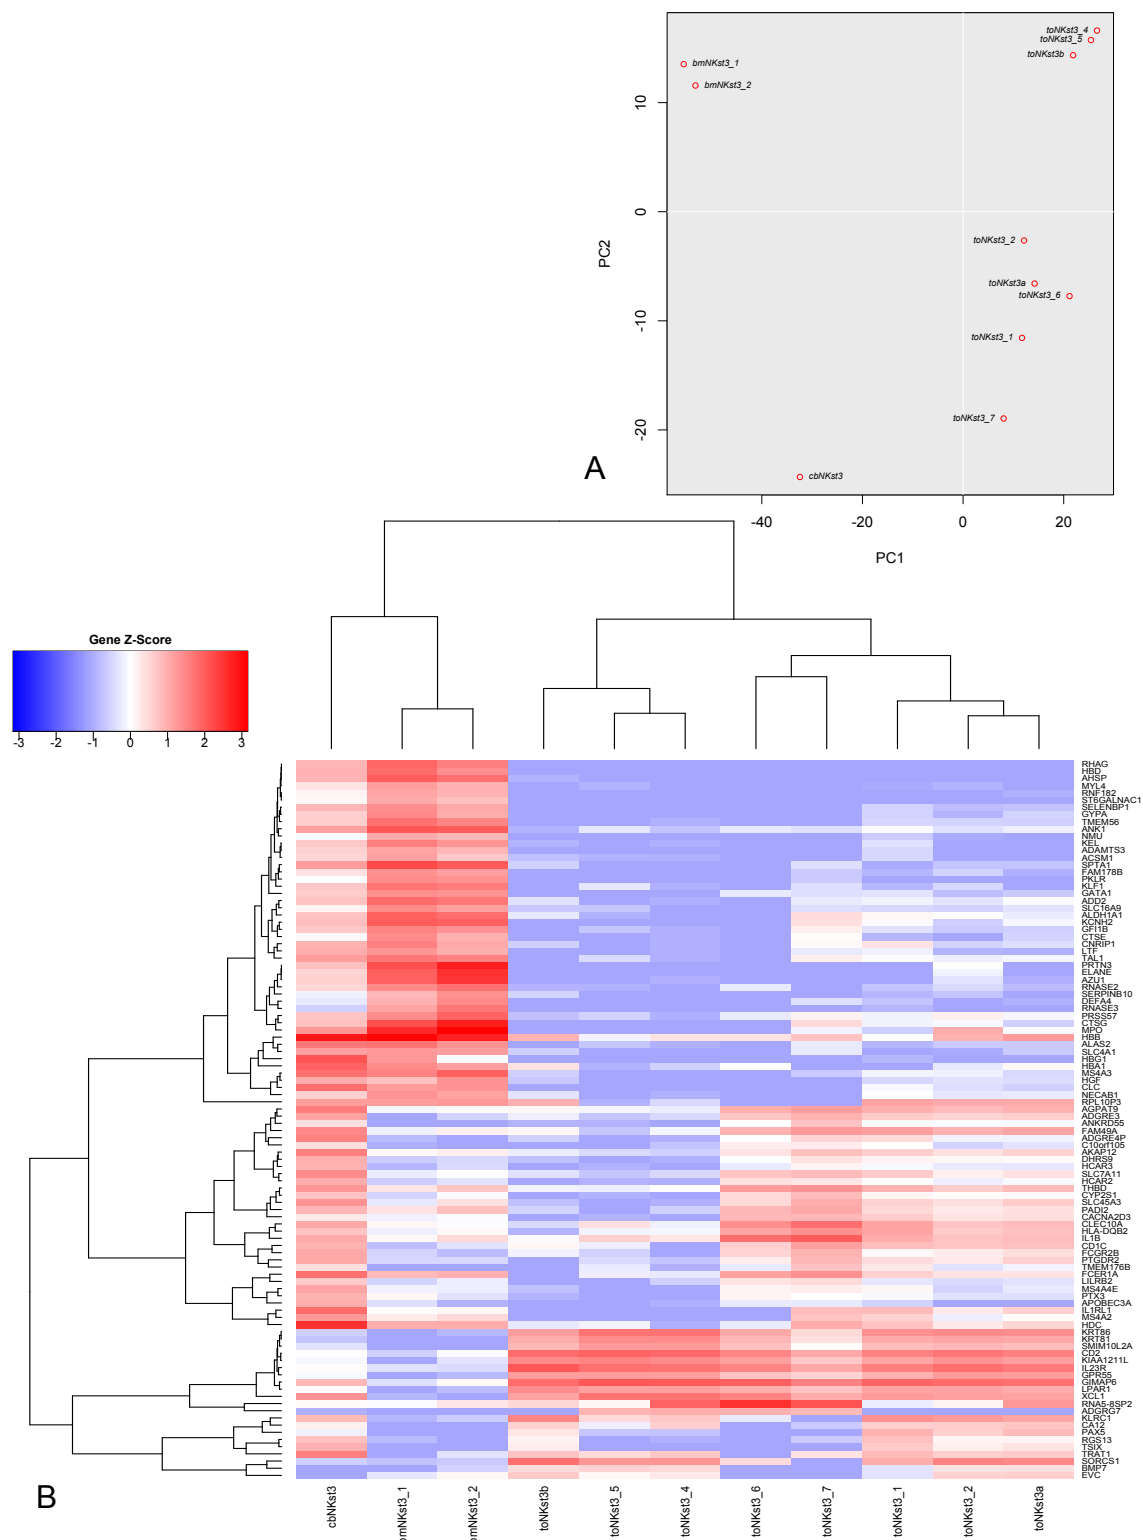 toNKst3_4
toNKst3_5
toNKst3b
bmNKst3_1
bmNKst3_2
toNKst3_2
toNKst3a
toNKst3_6
toNKst3_1
toNKst3_7
cbNKst3
10
0
-10
-20
PC2
-40
-20
0
20
PC1
A
Gene Z-Score
-3
-2
-1
0
1
2
3
RHAG
HBD
AHSP
MYL4
RNF182
ST6GALNAC1
SELENBP1
GYPA
TMEM56
ANK1
NMU
KEL
ADAMTS3
ACSM1
SPTA1
FAM178B
PKLR
KLF1
GATA1
ADD2
SLC16A9
ALDH1A1
KCNH2
GFI1B
CTSE
CNRIP1
LTF
TAL1
PRTN3
ELANE
AZU1
RNASE2
SERPINB10
DEFA4
RNASE3
PRSS57
CTSG
MPO
HBB
ALAS2
SLC4A1
HBG1
HBA1
MS4A3
HGF
CLC
NECAB1
RPL10P3
AGPAT9
ADGRE3
ANKRD55
FAM49A
ADGRE4P
C10orf105
AKAP12
DHRS9
HCAR3
SLC7A11
HCAR2
THBD
CYP2S1
SLC45A3
PADI2
CACNA2D3
CLEC10A
HLA-DQB2
IL1B
CD1C
FCGR2B
PTGDR2
TMEM176B
FCER1A
LILRB2
MS4A4E
PTX3
APOBEC3A
IL1RL1
MS4A2
HDC
KRT86
KRT81
SMIM10L2A
CD2
KIAA1211L
IL23R
GPR55
GIMAP6
LPAR1
XCL1
RNA5-8SP2
ADGRG7
KLRC1
CA12
PAX5
RGS13
TSIX
TRAT1
SORCS1
BMP7
EVC
B
cbNKst3
bmNKst3_1
bmNKst3_2
toNKst3b
toNKst3_5
toNKst3_4
toNKst3_6
toNKst3_7
toNKst3_1
toNKst3_2
toNKst3a